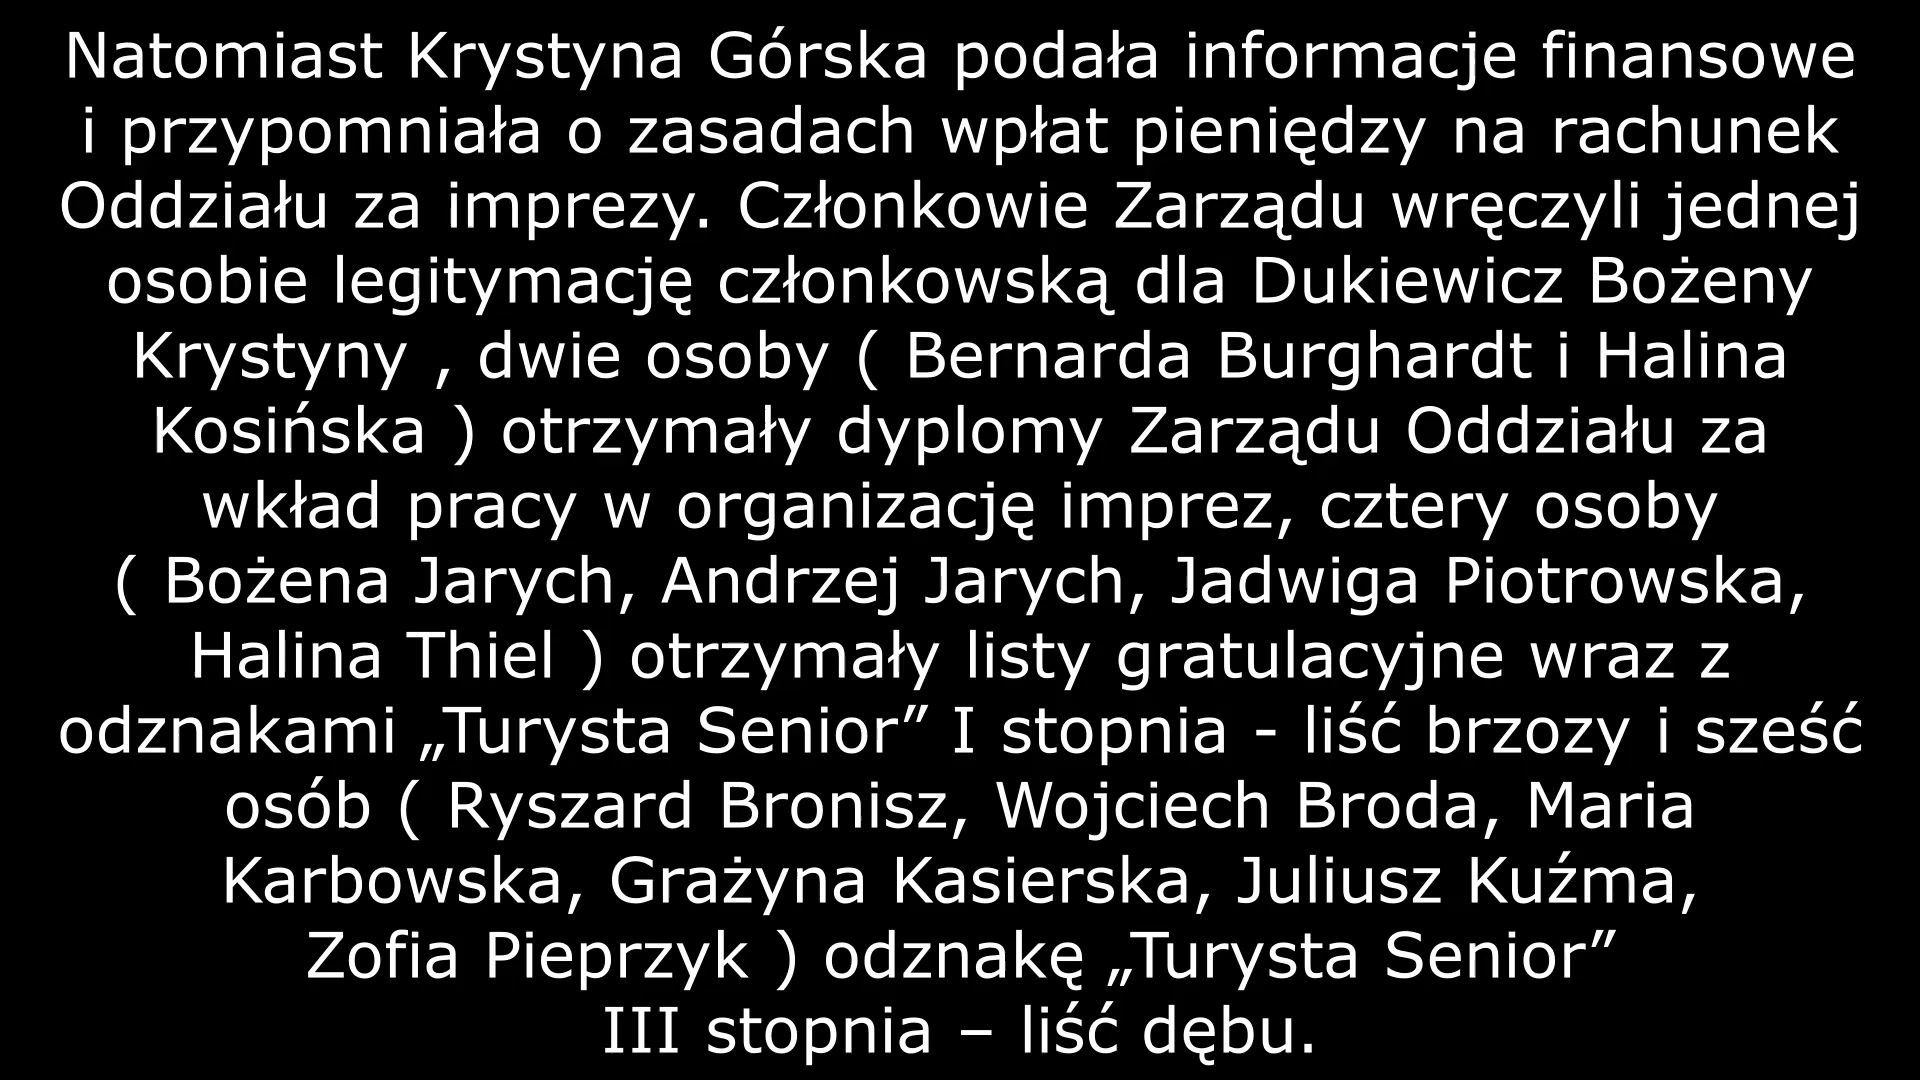 Natomiast Krystyna Górska podała informacje finansowe
i przypomniała o zasadach wpłat pieniędzy na rachunek
Oddziału za imprezy. Członkowie Zarządu wręczyli jednej
osobie legitymację członkowską dla Dukiewicz Bożeny
Krystyny , dwie osoby ( Bernarda Burghardt i Halina
Kosińska ) otrzymały dyplomy Zarządu Oddziału za
wkład pracy w organizację imprez, cztery osoby
( Bożena Jarych, Andrzej Jarych, Jadwiga Piotrowska,
Halina Thiel ) otrzymały listy gratulacyjne wraz z
odznakami „Turysta Senior” I stopnia - liść brzozy i sześć
osób ( Ryszard Bronisz, Wojciech Broda, Maria
Karbowska, Grażyna Kasierska, Juliusz Kuźma,
Zofia Pieprzyk ) odznakę „Turysta Senior”
III stopnia – liść dębu.